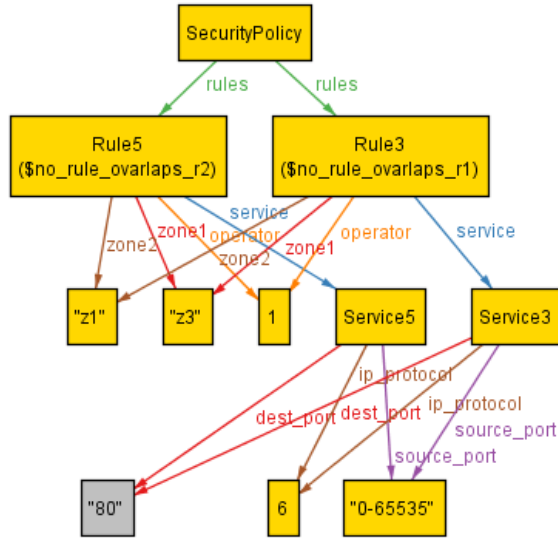 SecurityPolicy
rules
rules
Rule5
($no_rule_ovarlaps_r2)
Rule3
($no_rule_ovarlaps_r1)
service
zone1
operator
operator
service
zone2
zone2
zone1
"z1"
"z3"
1
Service5
Service3
ip_protocol
dest_port
dest_port
ip_protocol
source_port
source_port
"80"
6
"0-65535"